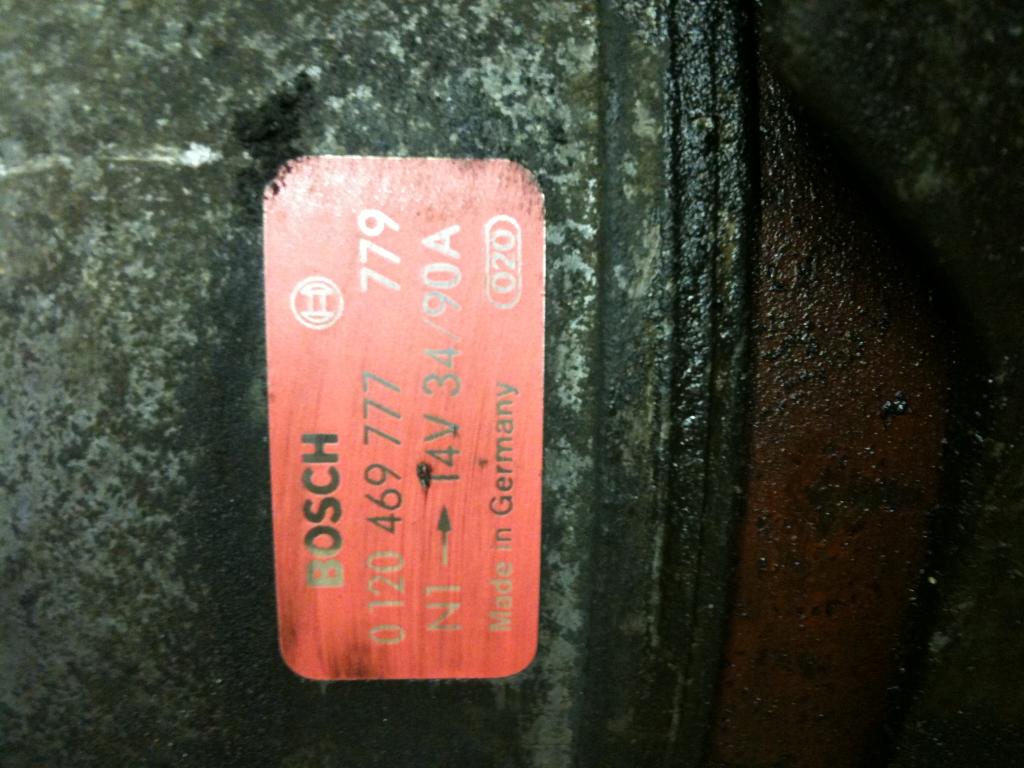 BOSCH
0 120 469 777 779
N1 → 14V 34/90A
Made in Germany 020